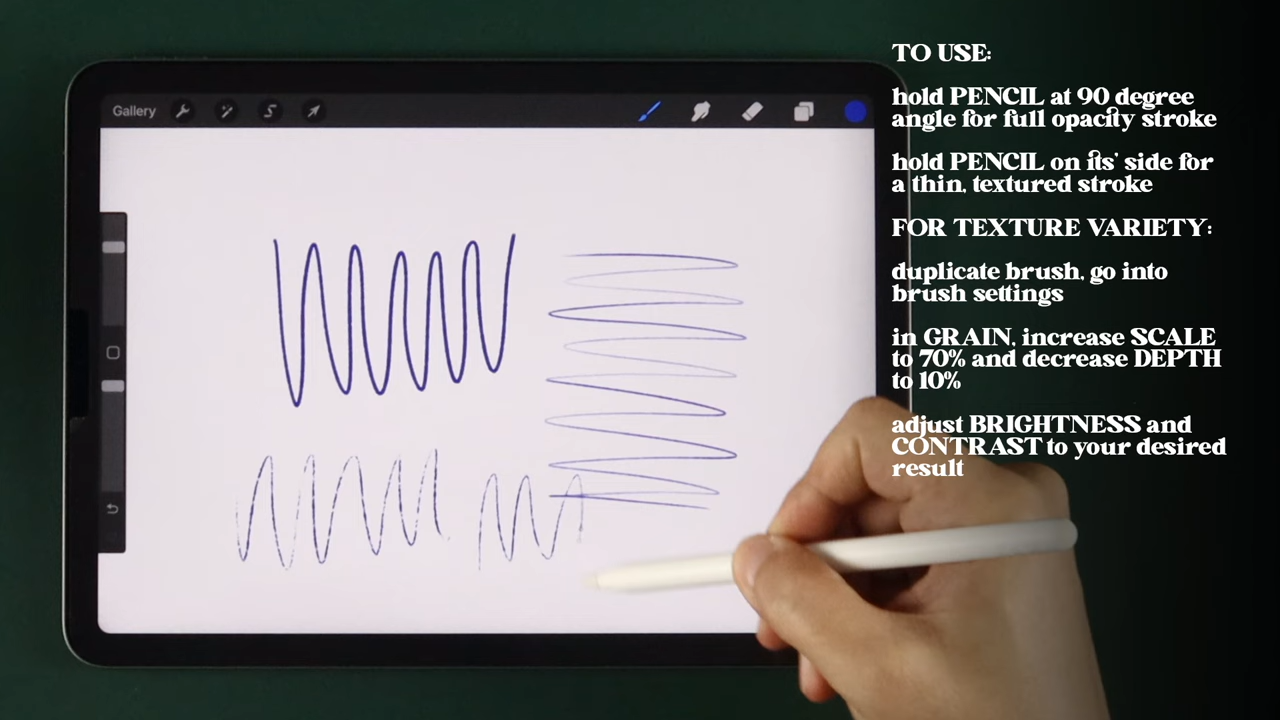 Gallery
TO USE:
hold PENCIL at 90 degree
angle for full opacity stroke
hold PENCIL on its' side for
a thin, textured stroke
FOR TEXTURE VARIETY:
duplicate brush, go into
brush settings
in GRAIN, increase SCALE
to 70% and decrease DEPTH
to 10%
adjust BRIGHTNESS and
CONTRAST to your desired
result